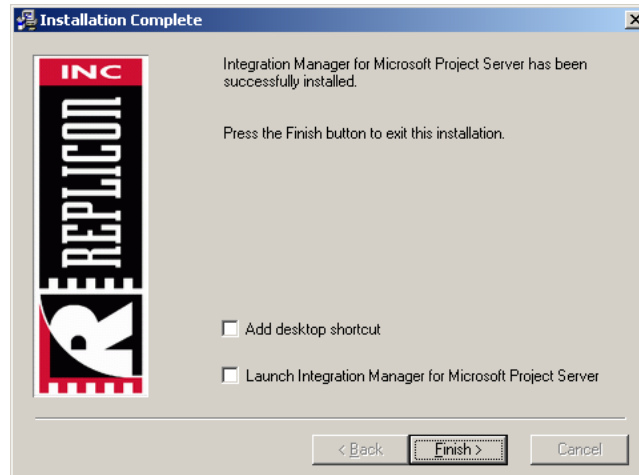 Installation Complete
INC
REPLICON
R
Integration Manager for Microsoft Project Server has been
successfully installed.
Press the Finish button to exit this installation.
Add desktop shortcut
Launch Integration Manager for Microsoft Project Server
< Back
Finish >
Cancel